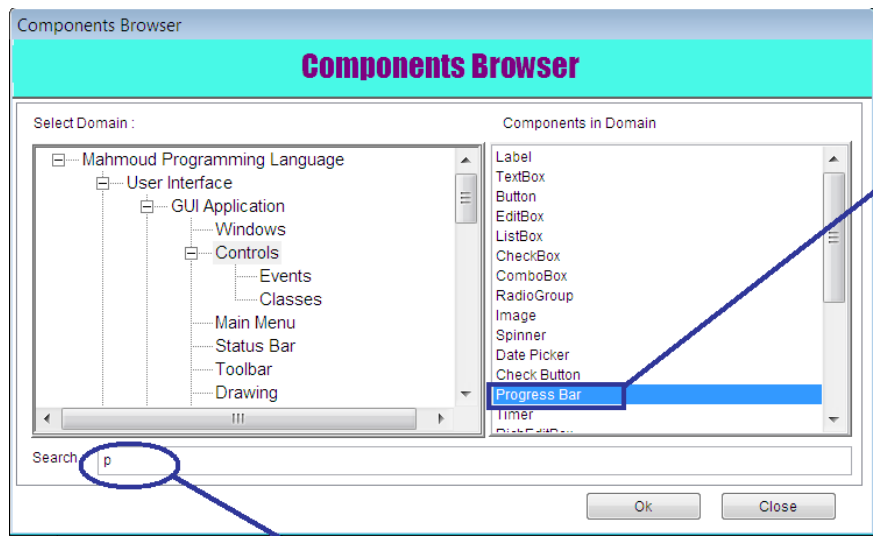 Components Browser
Components Browser
Select Domain :
Mahmoud Programming Language
User Interface
GUI Application
Windows
Controls
Events
Classes
Main Menu
Status Bar
Toolbar
Drawing
Components in Domain
Label
TextBox
Button
EditBox
ListBox
CheckBox
ComboBox
RadioGroup
Image
Spinner
Date Picker
Check Button
Progress Bar
Timer
Search
p
Ok
Close